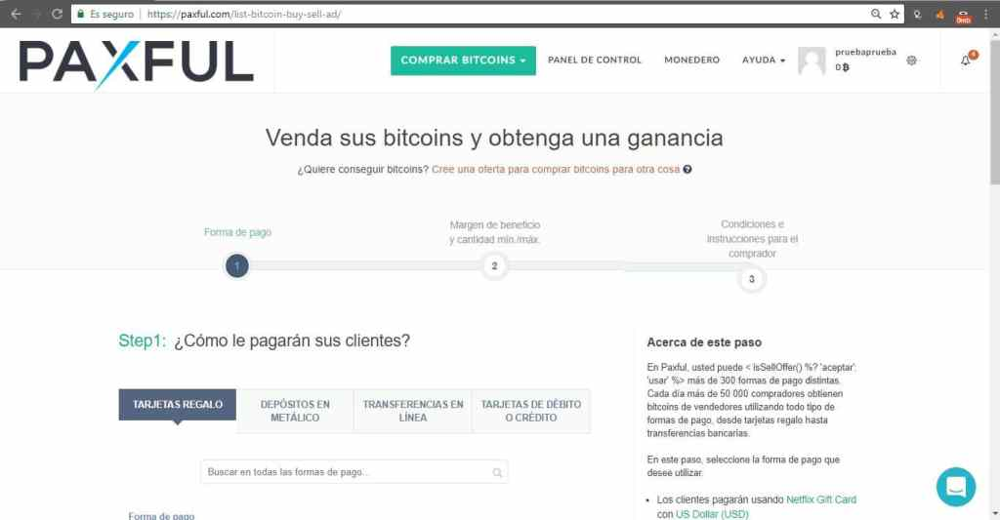 Es seguro | https://paxful.com/list-bitcoin-buy-sell-ad/
0mb
PAXFUL
COMPRAR BITCOINS
PANEL DE CONTROL
MONEDERO
AYUDA
pruebaprueba
0
4
Venda sus bitcoins y obtenga una ganancia
¿Quiere conseguir bitcoins? Cree una oferta para comprar bitcoins para otra cosa
Forma de pago
1
Margen de beneficio
y cantidad mín./máx.
2
Condiciones e
instrucciones para el
comprador
3
Step1: ¿Cómo le pagarán sus clientes?
TARJETAS REGALO
DEPÓSITOS EN
METÁLICO
TRANSFERENCIAS EN
LÍNEA
TARJETAS DE DÉBITO
O CRÉDITO
Buscar en todas las formas de pago...
Forma de pago
Acerca de este paso
En Paxful, usted puede < isSellOffer() %? 'aceptar':
'usar' %> más de 300 formas de pago distintas.
Cada día más de 50 000 compradores obtienen
bitcoins de vendedores utilizando todo tipo de
formas de pago, desde tarjetas regalo hasta
transferencias bancarias.
En este paso, seleccione la forma de pago que
desee utilizar.
Los clientes pagarán usando Netflix Gift Card
con US Dollar (USD)